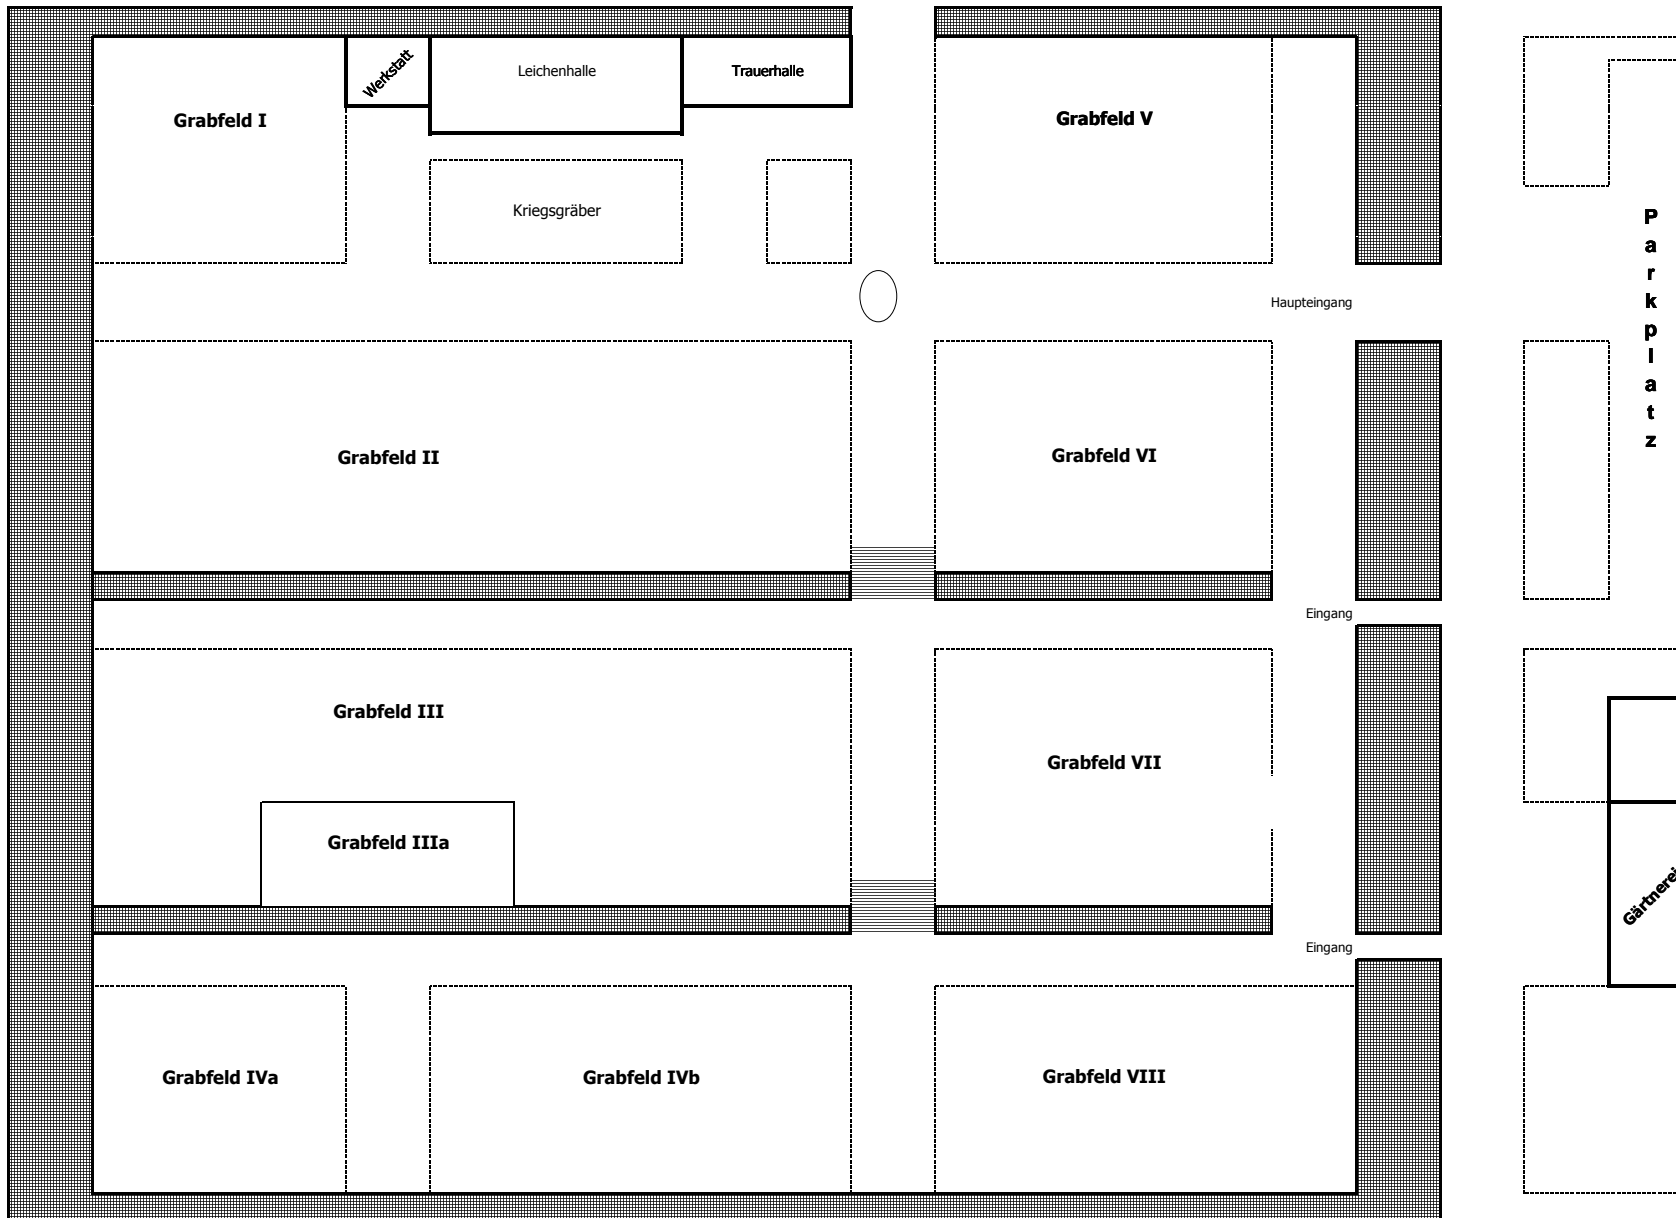 Werkstatt
Leichenhalle
Trauerhalle
Grabfeld I
Grabfeld V
Kriegsgräber
P
a
r
k
p
l
a
t
z
Haupteingang
Grabfeld II
Grabfeld VI
Eingang
Grabfeld III
Grabfeld VII
Grabfeld IIIa
Gärtnerei
Eingang
Grabfeld IVa
Grabfeld IVb
Grabfeld VIII